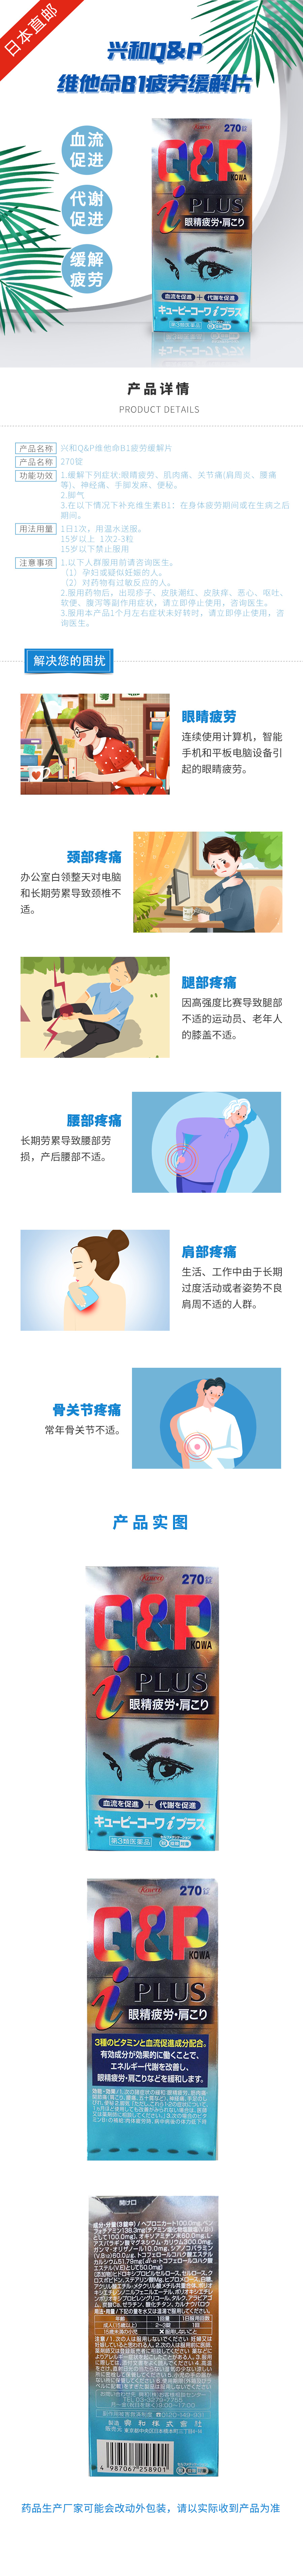 日本直邮
兴和Q&P
维他命B1疲劳缓解片
血流
促进
代谢
促进
缓解
疲劳
Kowa
270錠
Q&P
KOWA
i PLUS
眼精疲労・肩こり
血流を促進 + 代謝を促進
キューピーコーワiプラス
第3類医薬品
产品详情
PRODUCT DETAILS
产品名称 兴和Q&P维他命B1疲劳缓解片
产品名称 270锭
功能功效 1.缓解下列症状:眼睛疲劳、肌肉痛、关节痛(肩周炎、腰痛
等)、神经痛、手脚发麻、便秘。
2.脚气
3.在以下情况下补充维生素B1：在身体疲劳期间或在生病之后
期间。
用法用量 1日1次，用温水送服。
15岁以上 1次2-3粒
15岁以下禁止服用
注意事项 1.以下人群服用前请咨询医生。
（1）孕妇或疑似妊娠的人。
（2）对药物有过敏反应的人。
2.服用药物后，出现疹子、皮肤潮红、皮肤痒、恶心、呕吐、
软便、腹泻等副作用症状，请立即停止使用，咨询医生。
3.服用本产品1个月左右症状未好转时，请立即停止使用，咨
询医生。
解决您的困扰
眼睛疲劳
连续使用计算机，智能
手机和平板电脑设备引
起的眼睛疲劳。
颈部疼痛
办公室白领整天对电脑
和长期劳累导致颈椎不
适。
腿部疼痛
因高强度比赛导致腿部
不适的运动员、老年人
的膝盖不适。
腰部疼痛
长期劳累导致腰部劳
损，产后腰部不适。
肩部疼痛
生活、工作中由于长期
过度活动或者姿势不良
肩周不适的人群。
骨关节疼痛
常年骨关节不适。
产品实图
Kowa
270錠
Q&P
KOWA
i PLUS
眼精疲労・肩こり
血流を促進 + 代謝を促進
キューピーコーワiプラス
第3類医薬品
Kowa
270錠
Q&P
KOWA
i PLUS
眼精疲労・肩こり
3種のビタミンと血流促進成分配合。
有効成分が効果的に働くことで、
エネルギー代謝を改善し、
眼精疲労・肩こりなどを緩和します。
開け口
興和株式会社
4 987067 258901
药品生产厂家可能会改动外包装，请以实际收到产品为准